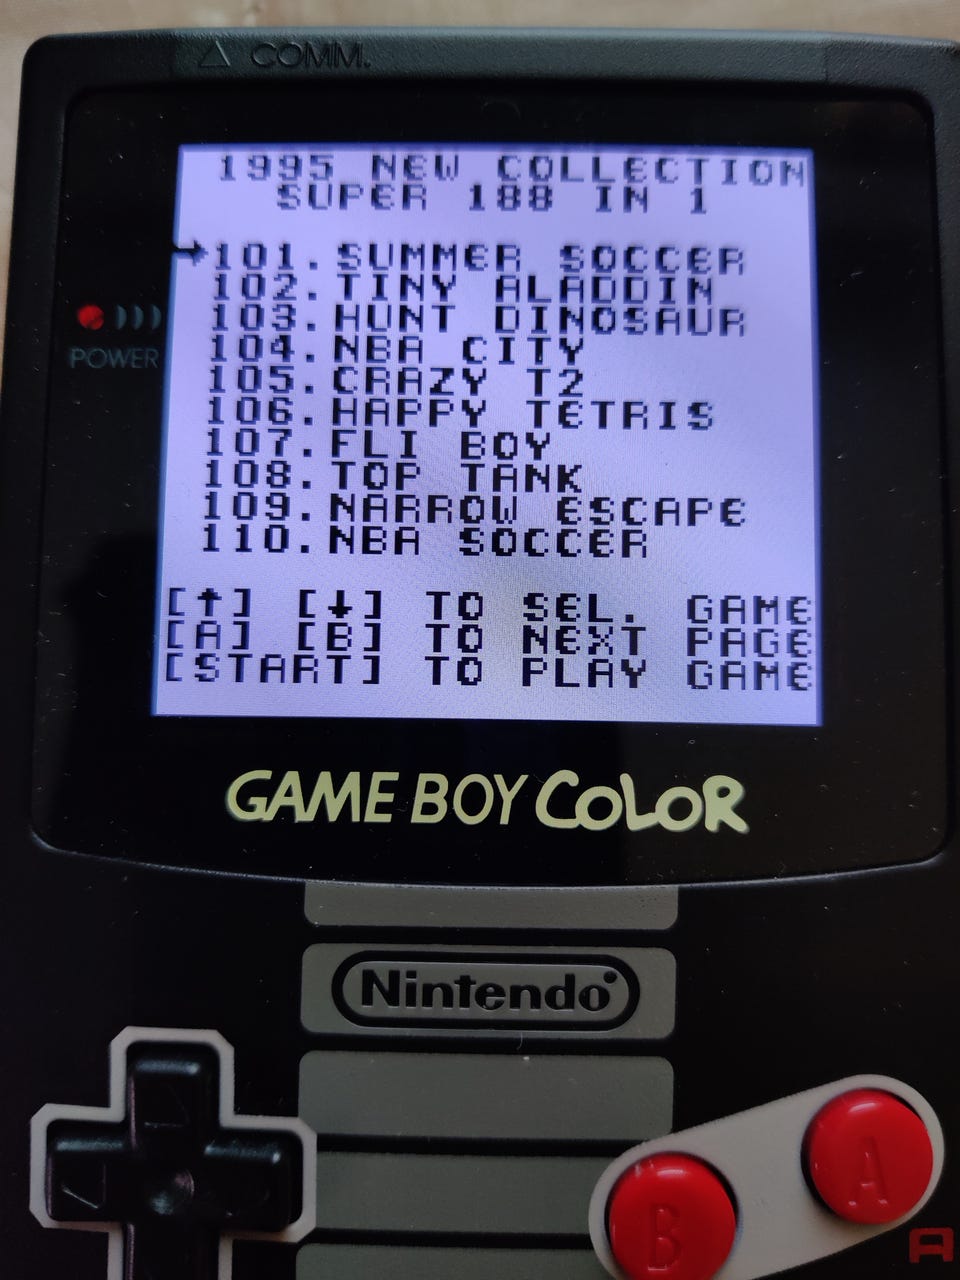 △ COMM.
1995 NEW COLLECTION
SUPER 188 IN 1
→101. SUMMER SOCCER
102. TINY ALADDIN
103. HUNT DINOSAUR
104. NBA CITY
105. CRAZY T2
106. HAPPY TETRIS
107. FLI BOY
108. TOP TANK
109. NARROW ESCAPE
110. NBA SOCCER
POWER
[↑] [↓] TO SEL. GAME
[A] [B] TO NEXT PAGE
[START] TO PLAY GAME
GAME BOY COLOR
Nintendo
B A
A